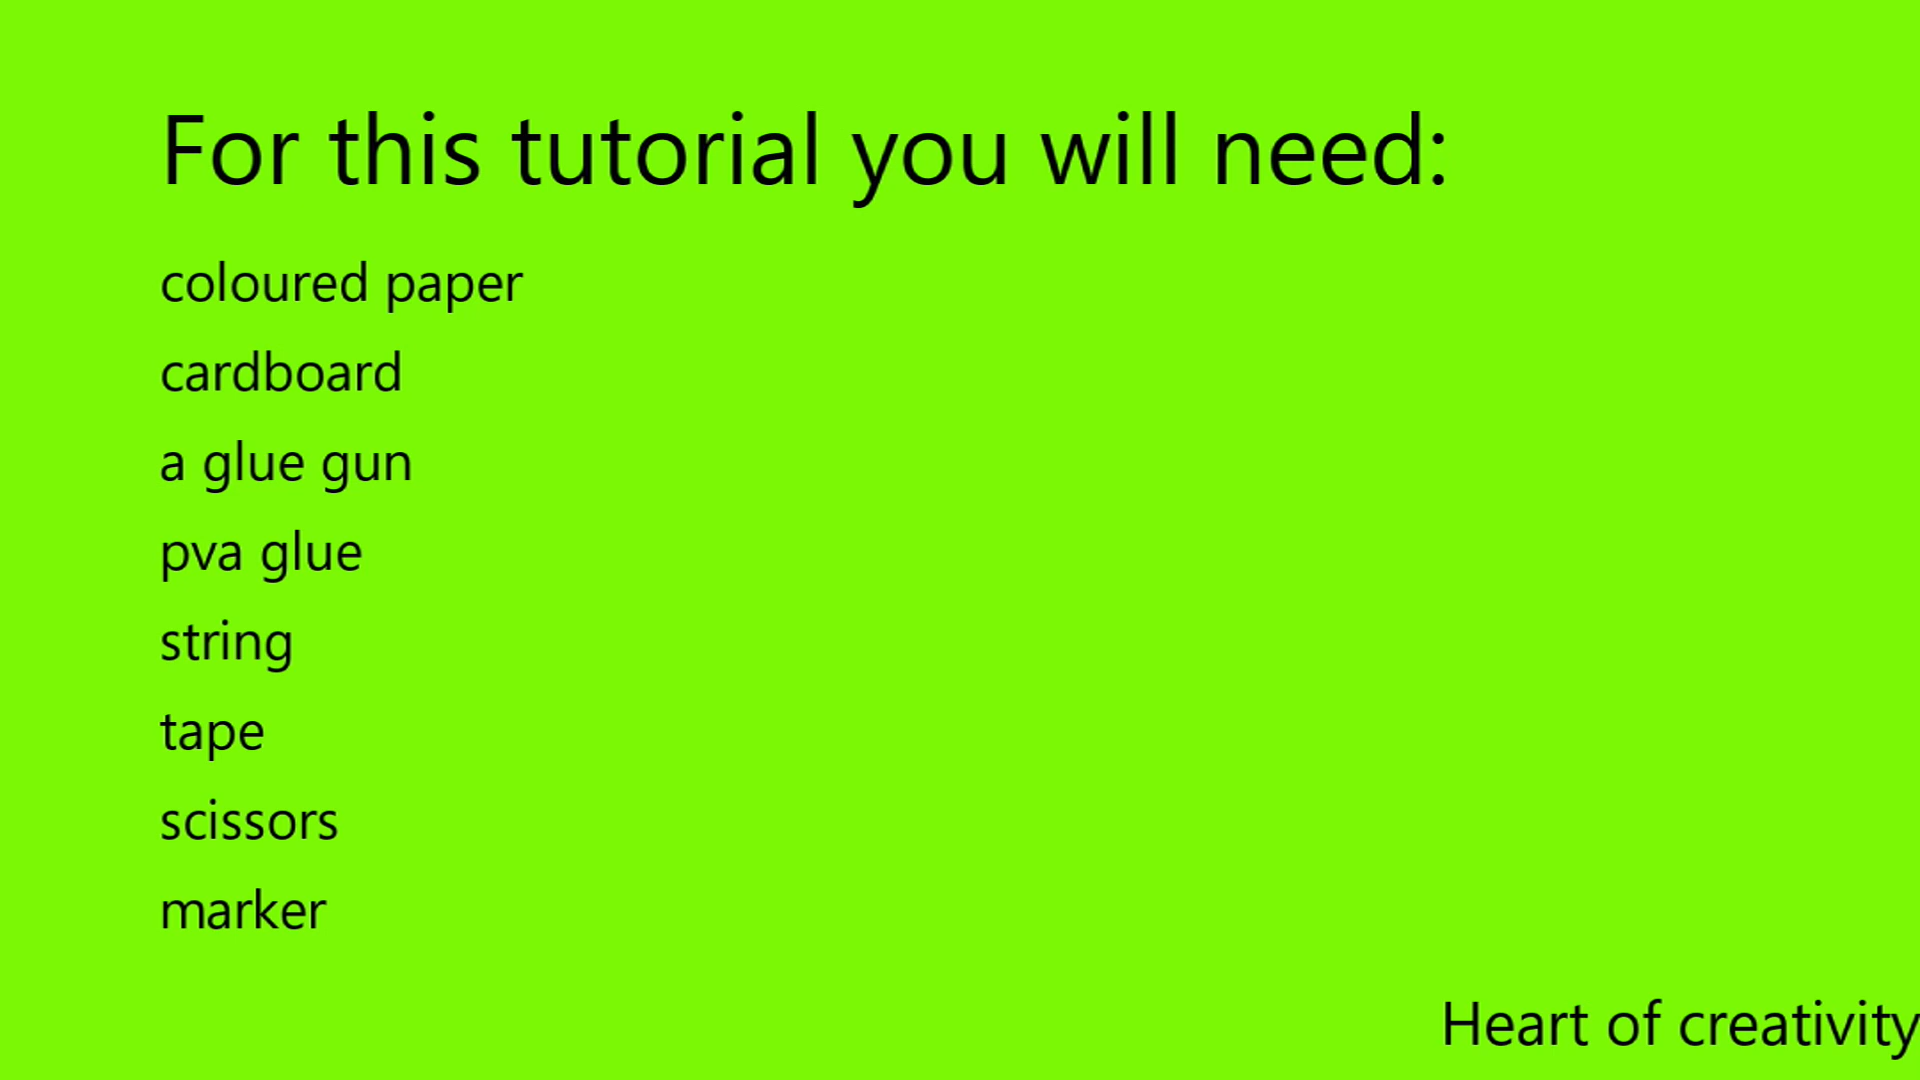 For this tutorial you will need:
coloured paper
cardboard
a glue gun
pva glue
string
tape
scissors
marker
Heart of creativity